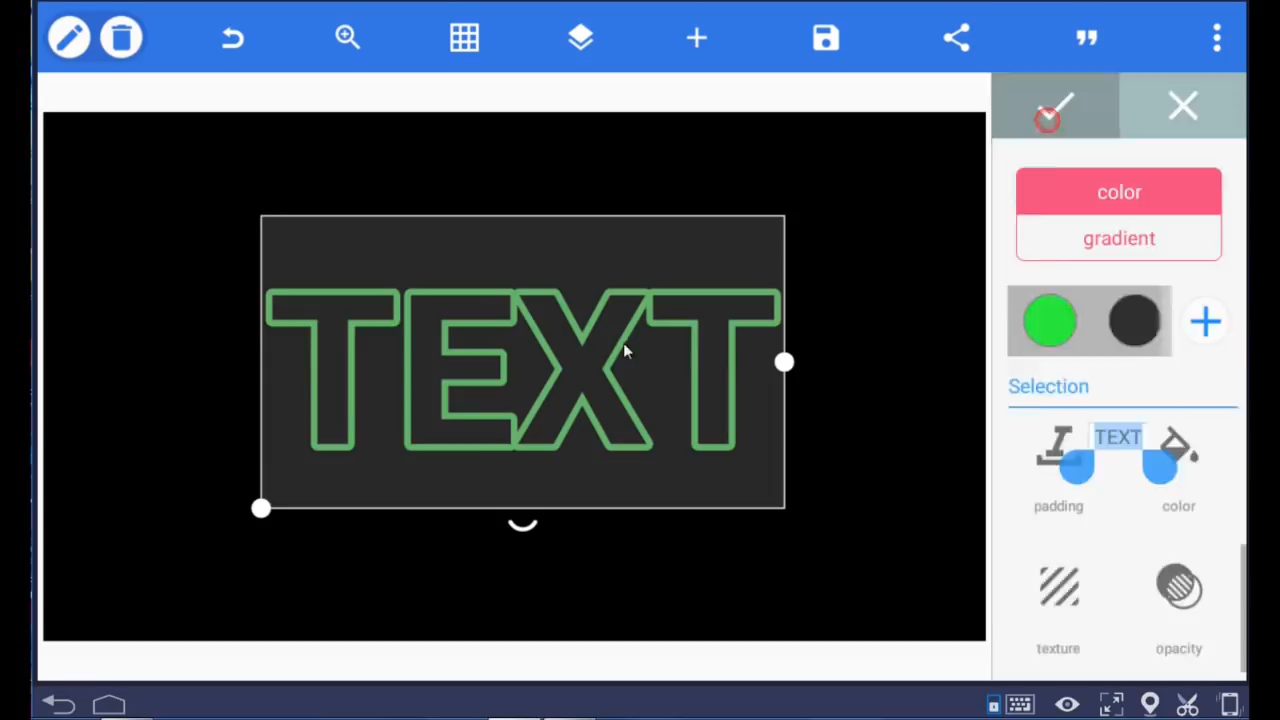 color
gradient
Selection
TEXT
TEXT
padding
color
texture
opacity